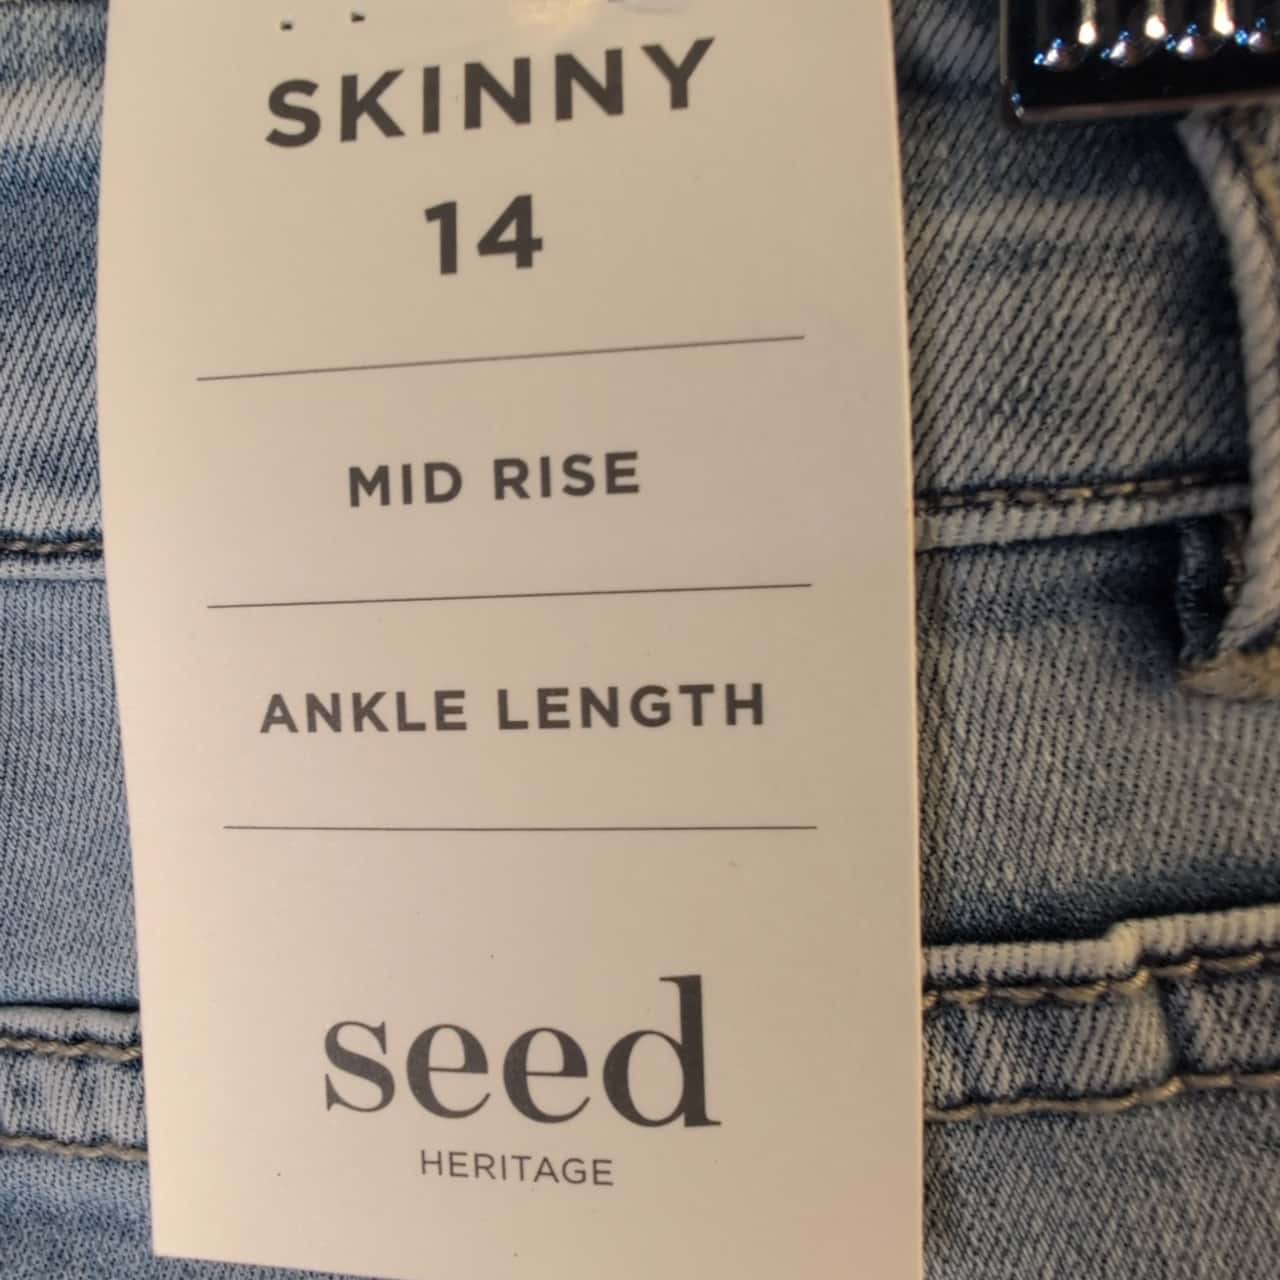 SKINNY
14
MID RISE
ANKLE LENGTH
seed
HERITAGE